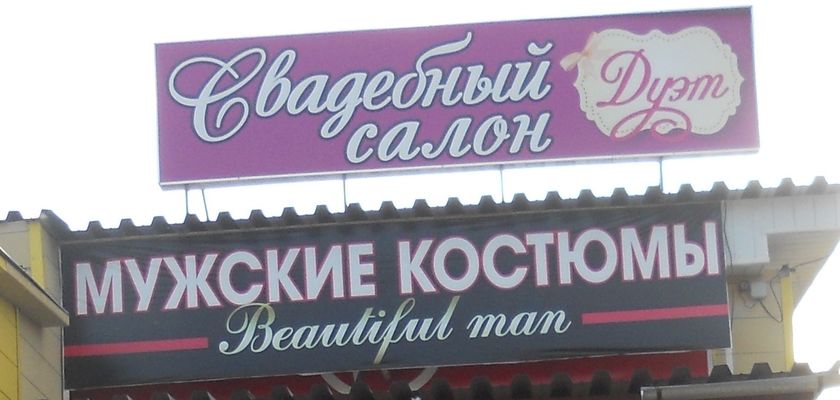 Свадебный
салон
Дуэт
МУЖСКИЕ КОСТЮМЫ
Beautiful man